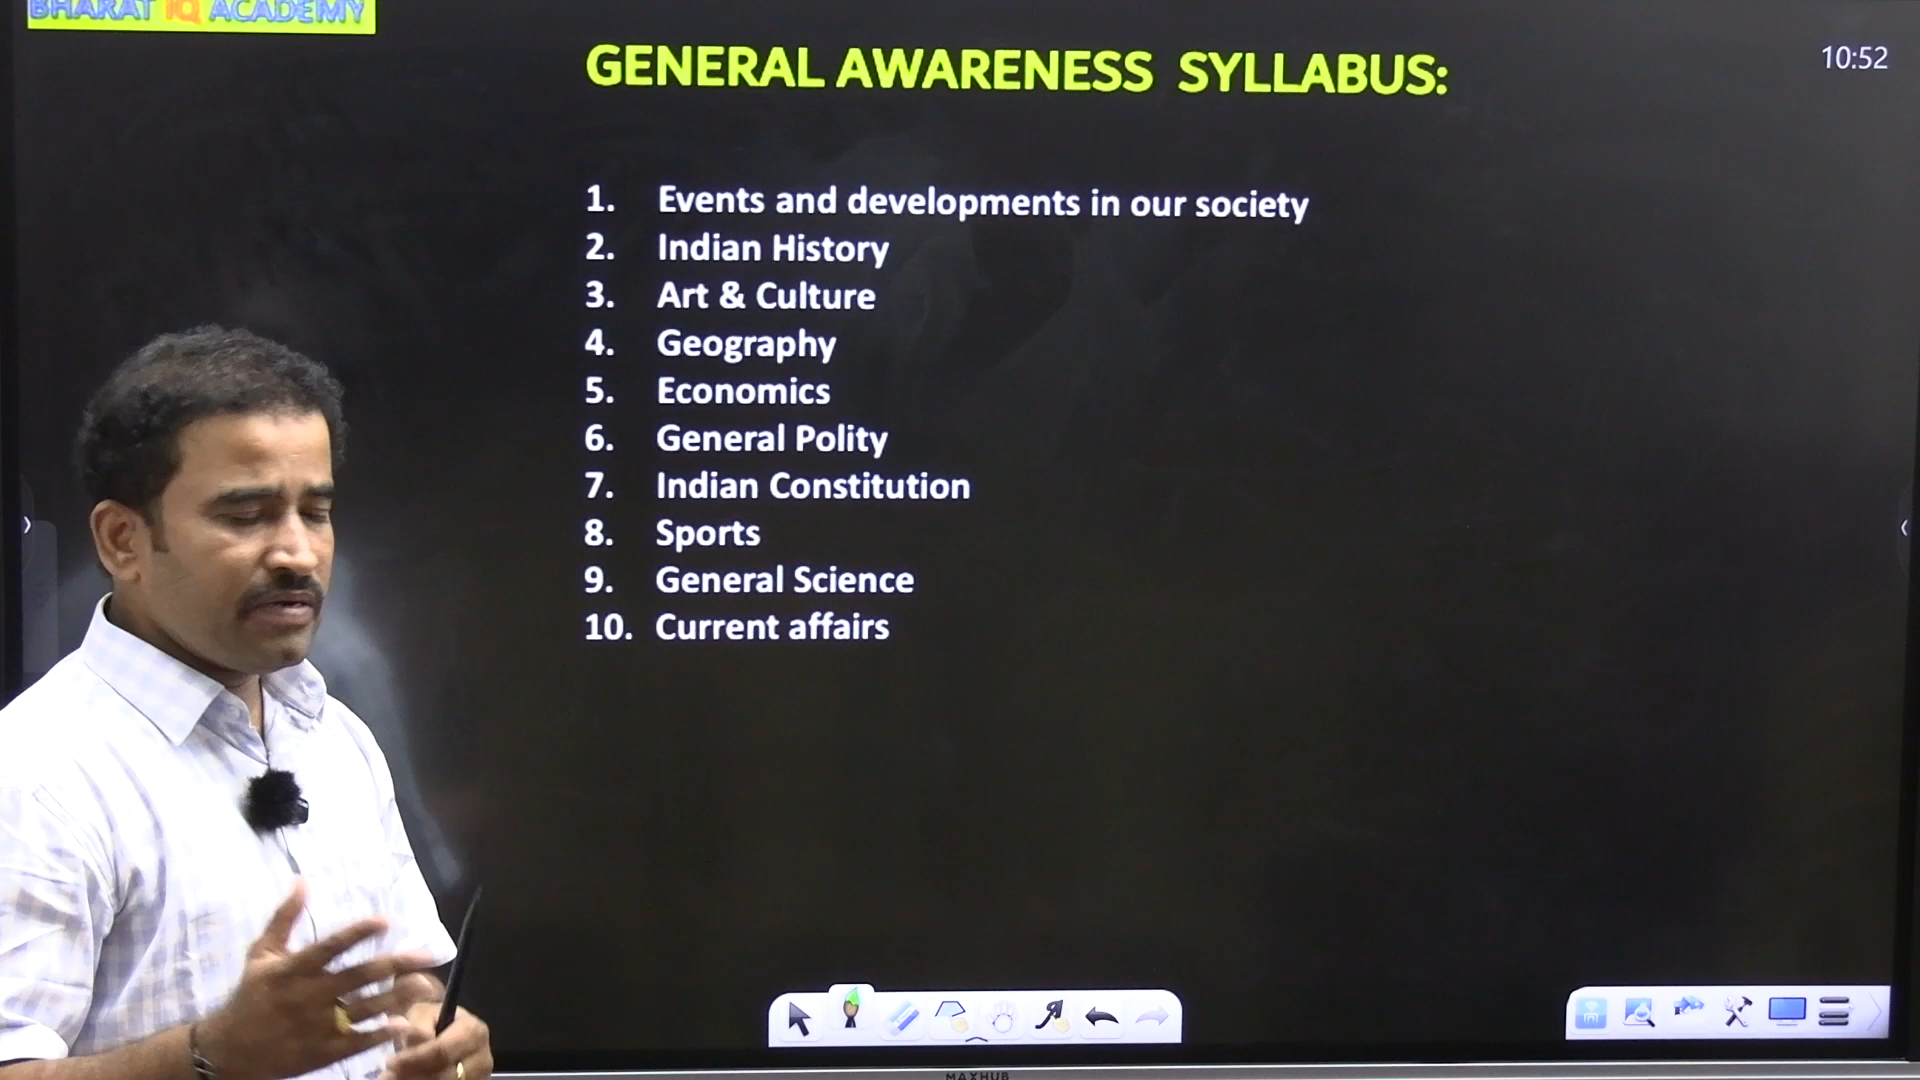 BHARAT IQ ACADEMY
GENERAL AWARENESS SYLLABUS:
10:52
1. Events and developments in our society
2. Indian History
3. Art & Culture
4. Geography
5. Economics
6. General Polity
7. Indian Constitution
8. Sports
9. General Science
10. Current affairs
MAXHUB